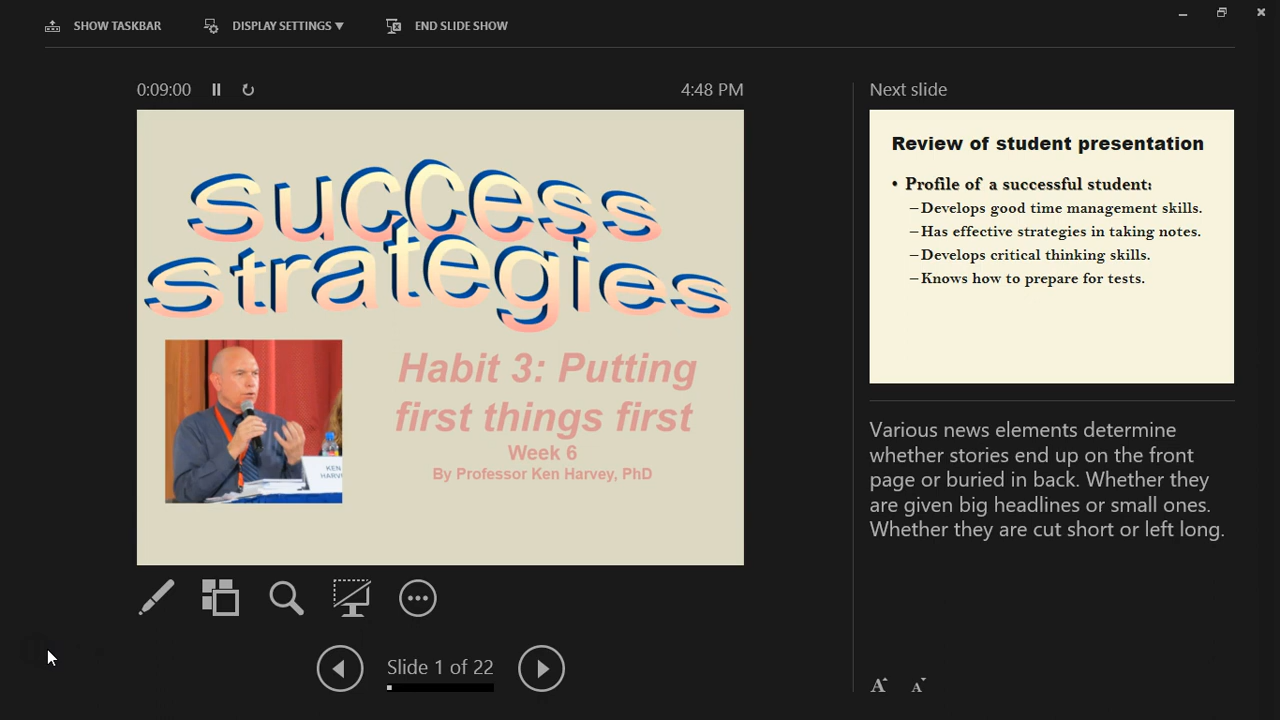 SHOW TASKBAR
DISPLAY SETTINGS ▼
END SLIDE SHOW
0:09:00
4:48 PM
Success
Strategies
Habit 3: Putting
first things first
Week 6
By Professor Ken Harvey, PhD
KEN
HARV
Slide 1 of 22
Next slide
Review of student presentation
• Profile of a successful student:
–Develops good time management skills.
–Has effective strategies in taking notes.
–Develops critical thinking skills.
–Knows how to prepare for tests.
Various news elements determine
whether stories end up on the front
page or buried in back. Whether they
are given big headlines or small ones.
Whether they are cut short or left long.
A A